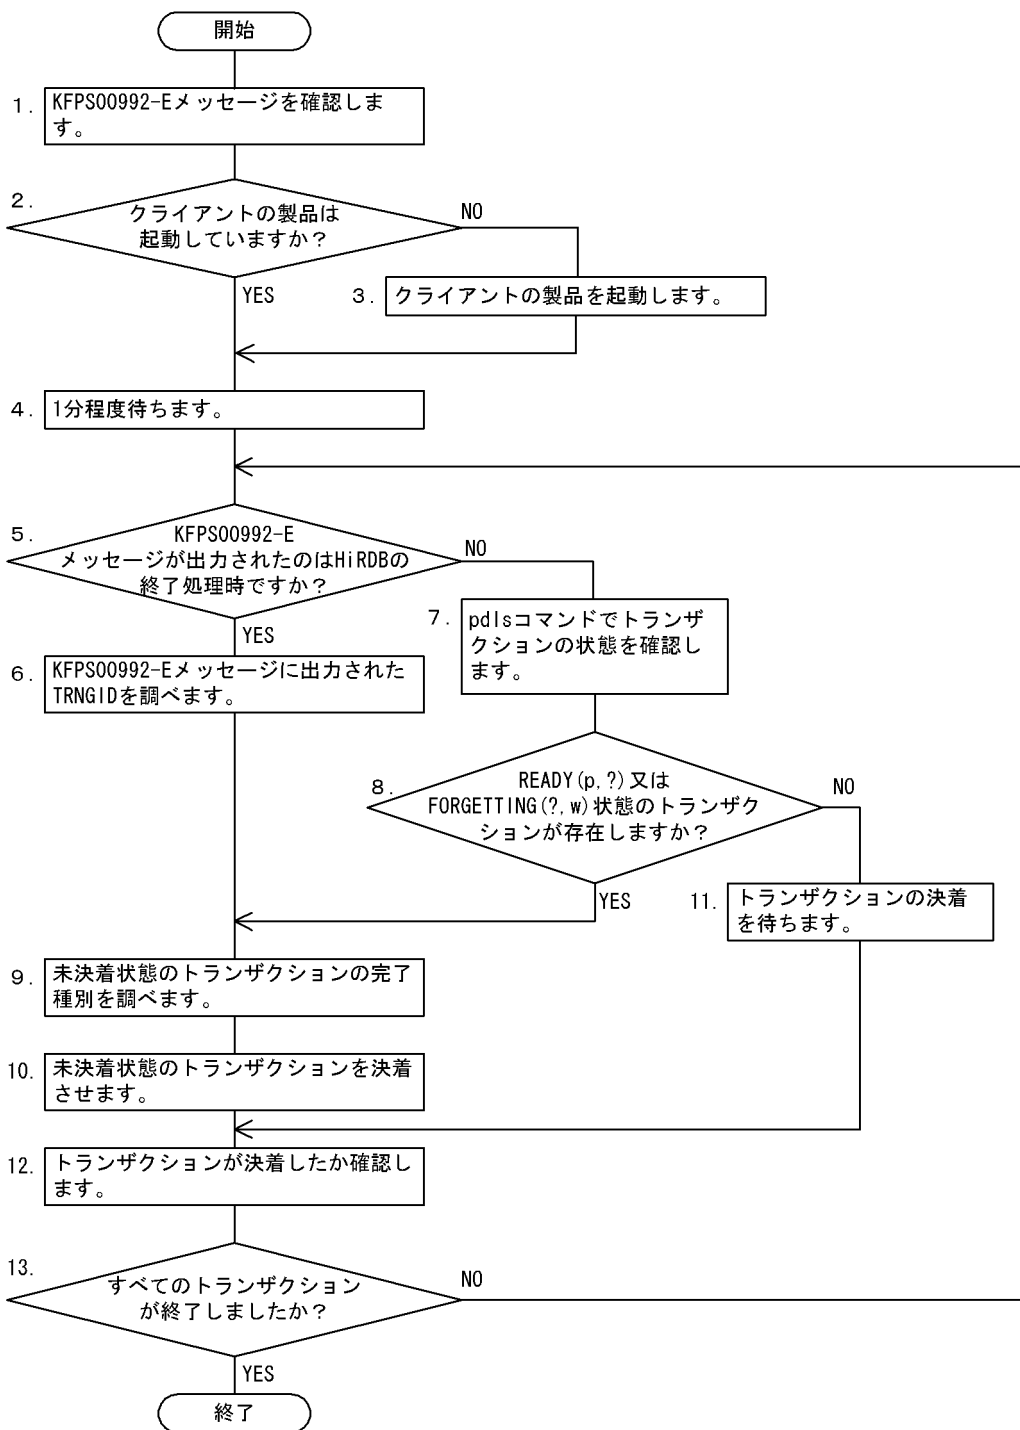 開始
1.
KFPS00992-Eメッセージを確認しま
す。
2.
クライアントの製品は
起動していますか？
NO
YES
3.
クライアントの製品を起動します。
4.
1分程度待ちます。
5.
KFPS00992-E
メッセージが出力されたのはHiRDBの
終了処理時ですか？
NO
YES
6.
KFPS00992-Eメッセージに出力された
TRNGIDを調べます。
7.
pdlsコマンドでトランザ
クションの状態を確認し
ます。
8.
READY(p,?)又は
FORGETTING(?,w)状態のトランザク
ションが存在しますか？
NO
YES
11.
トランザクションの決着
を待ちます。
9.
未決着状態のトランザクションの完了
種別を調べます。
10.
未決着状態のトランザクションを決着
させます。
12.
トランザクションが決着したか確認し
ます。
13.
すべてのトランザクション
が終了しましたか？
NO
YES
終了